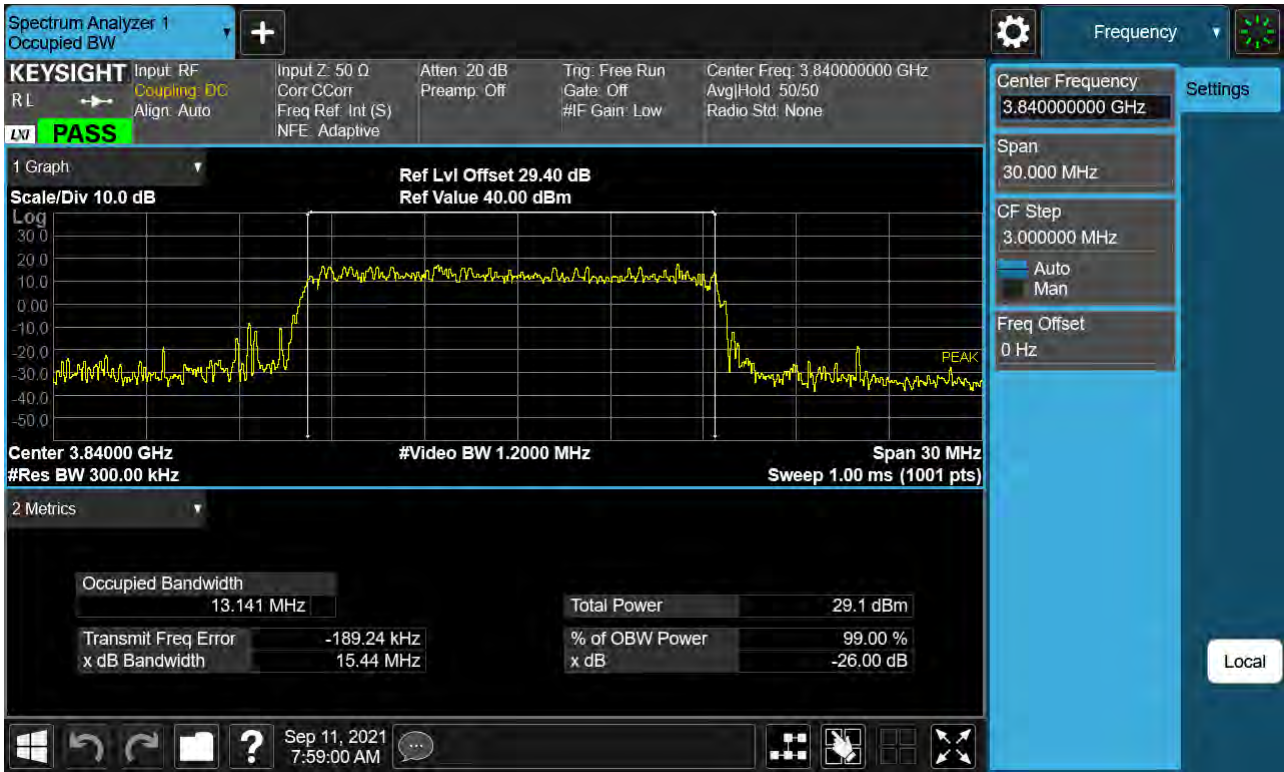 Spectrum Analyzer 1
Occupied BW
Frequency
KEYSIGHT
RL
LXI
PASS
Input: RF
Coupling: DC
Align: Auto
Input Z: 50 Ω
Corr CCorr
Freq Ref: Int (S)
NFE: Adaptive
Atten: 20 dB
Preamp: Off
Trig: Free Run
Gate: Off
#IF Gain: Low
Center Freq: 3.840000000 GHz
Avg|Hold: 50/50
Radio Std: None
Center Frequency
3.840000000 GHz
Settings
Span
30.000 MHz
CF Step
3.000000 MHz
Auto
Man
Freq Offset
0 Hz
1 Graph
Scale/Div 10.0 dB
Ref Lvl Offset 29.40 dB
Ref Value 40.00 dBm
Log
30.0
20.0
10.0
0.00
-10.0
-20.0
-30.0
-40.0
-50.0
PEAK
Center 3.84000 GHz
#Video BW 1.2000 MHz
Span 30 MHz
#Res BW 300.00 kHz
Sweep 1.00 ms (1001 pts)
2 Metrics
Occupied Bandwidth
13.141 MHz
Total Power 29.1 dBm
Transmit Freq Error -189.24 kHz
% of OBW Power 99.00 %
x dB Bandwidth 15.44 MHz
x dB -26.00 dB
Local
?
Sep 11, 2021
7:59:00 AM